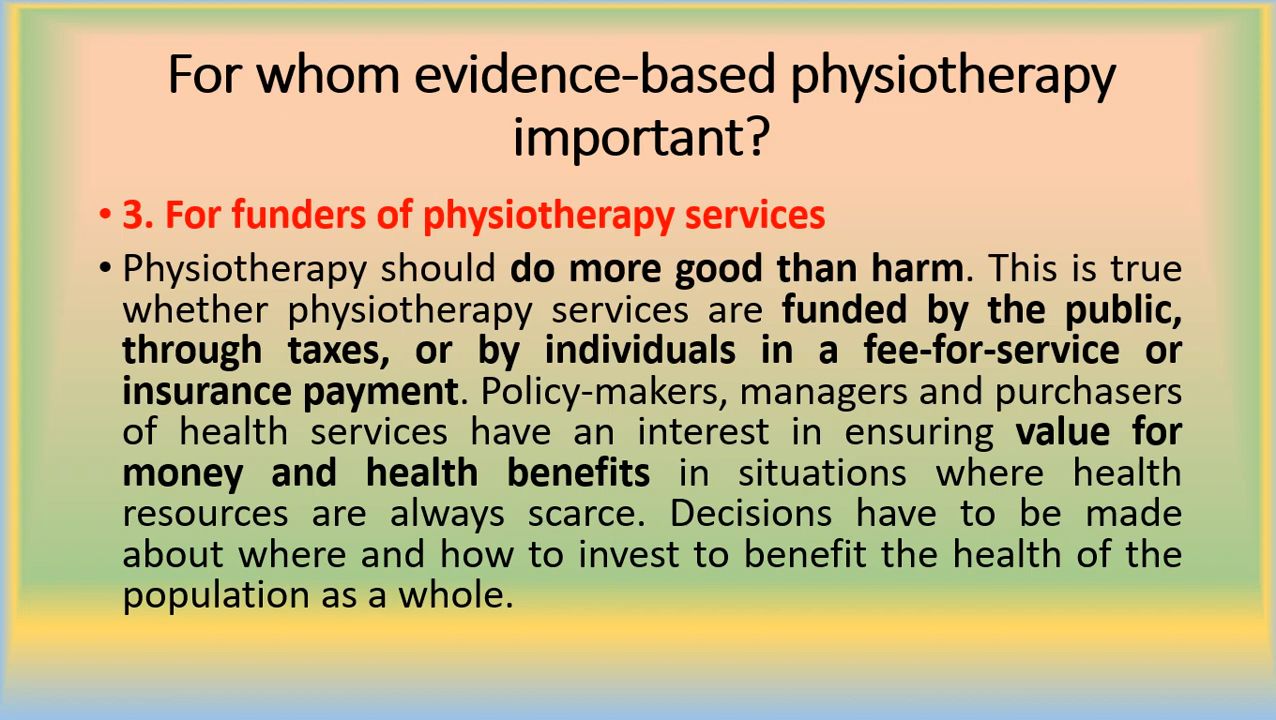 For whom evidence-based physiotherapy
important?
• 3. For funders of physiotherapy services
• Physiotherapy should do more good than harm. This is true
whether physiotherapy services are funded by the public,
through taxes, or by individuals in a fee-for-service or
insurance payment. Policy-makers, managers and purchasers
of health services have an interest in ensuring value for
money and health benefits in situations where health
resources are always scarce. Decisions have to be made
about where and how to invest to benefit the health of the
population as a whole.